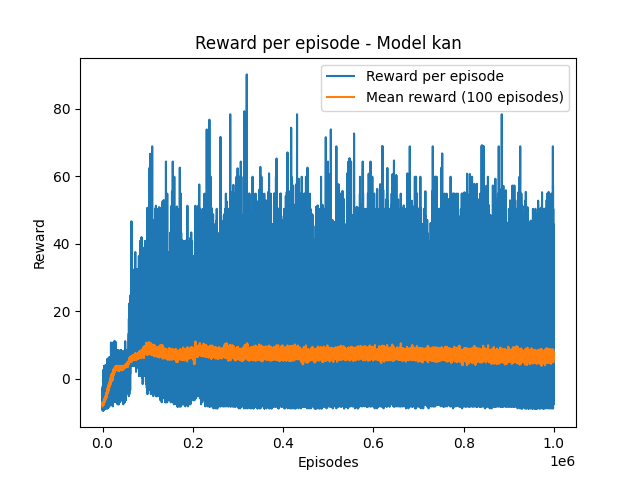 Reward per episode - Model kan
Reward per episode
Mean reward (100 episodes)
80
60
40
20
0
Reward
0.0 0.2 0.4 0.6 0.8 1.0
1e6
Episodes